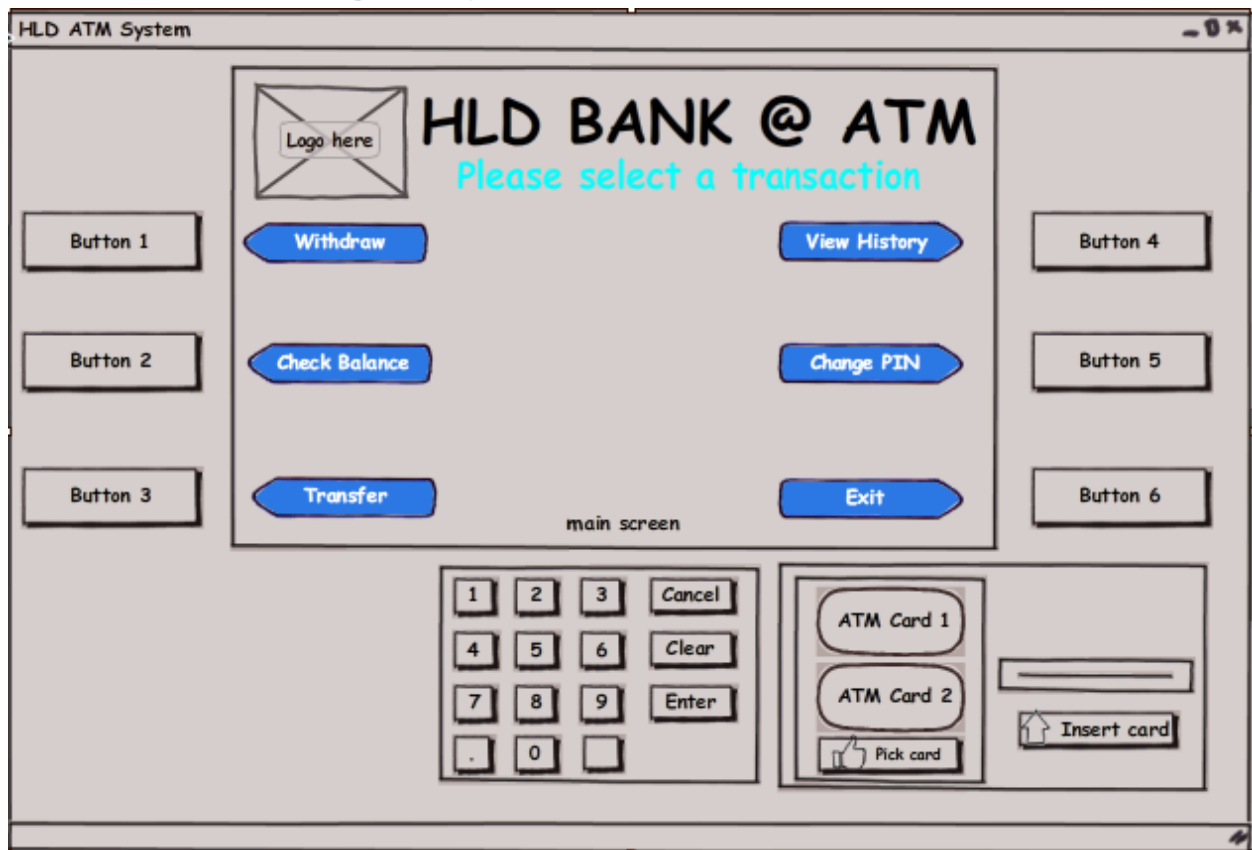 HLD ATM System
Logo here
HLD BANK @ ATM
Please select a transaction
Button 1
Withdraw
View History
Button 4
Button 2
Check Balance
Change PIN
Button 5
Button 3
Transfer
Exit
Button 6
main screen
1 2 3 Cancel
4 5 6 Clear
7 8 9 Enter
. 0
ATM Card 1
ATM Card 2
Pick card
Insert card